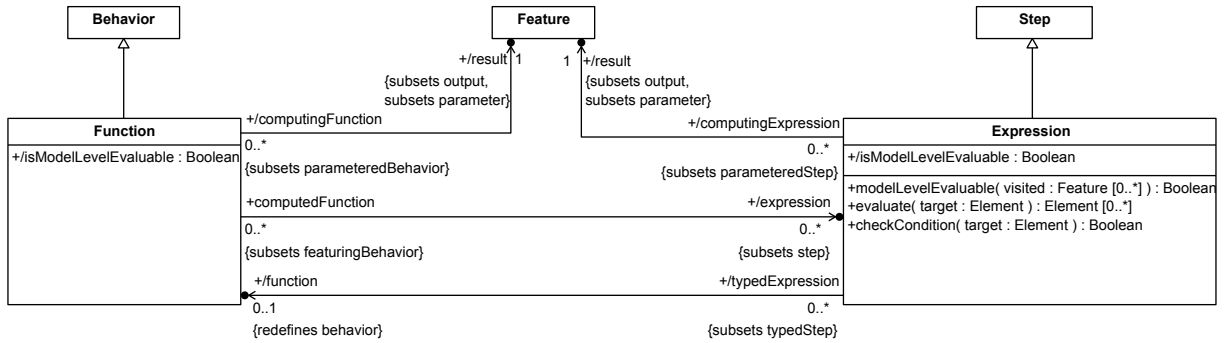 Behavior
Feature
Step
+/result 1
1 +/result
{subsets output,
subsets parameter}
{subsets output,
subsets parameter}
Function
+/isModelLevelEvaluable : Boolean
+/computingFunction
0..*
{subsets parameteredBehavior}
+/computingExpression
0..*
{subsets parameteredStep}
Expression
+/isModelLevelEvaluable : Boolean
+modelLevelEvaluable( visited : Feature [0..*] ) : Boolean
+evaluate( target : Element ) : Element [0..*]
+checkCondition( target : Element ) : Boolean
+computedFunction
0..*
{subsets featuringBehavior}
+/expression
0..*
{subsets step}
+/function
0..1
{redefines behavior}
+/typedExpression
0..*
{subsets typedStep}